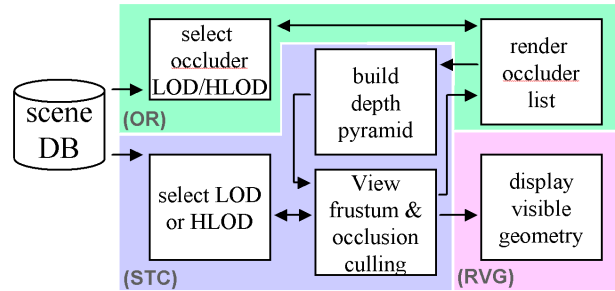 select
occluder
LOD/HLOD
(OR)
render
occluder
list
build
depth
pyramid
scene
DB
select LOD
or HLOD
(STC)
View
frustum &
occlusion
culling
display
visible
geometry
(RVG)